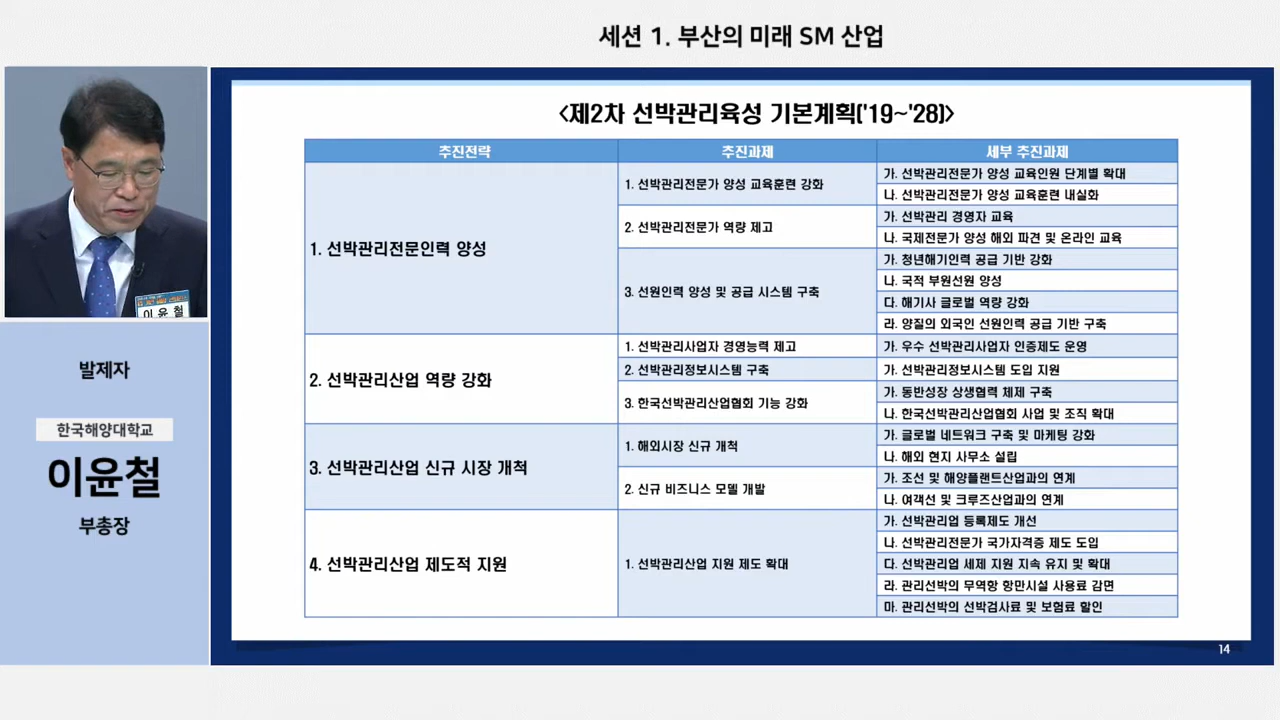 세션 1. 부산의 미래 SM 산업
이 윤 철
발제자
한국해양대학교
이윤철
부총장
<제2차 선박관리육성 기본계획('19~'28)>
추진전략 추진과제 세부 추진과제
1. 선박관리전문인력 양성
1. 선박관리전문가 양성 교육훈련 강화
가. 선박관리전문가 양성 교육인원 단계별 확대
나. 선박관리전문가 양성 교육훈련 내실화
2. 선박관리전문가 역량 제고
가. 선박관리 경영자 교육
나. 국제전문가 양성 해외 파견 및 온라인 교육
3. 선원인력 양성 및 공급 시스템 구축
가. 청년해기인력 공급 기반 강화
나. 국적 부원선원 양성
다. 해기사 글로벌 역량 강화
라. 양질의 외국인 선원인력 공급 기반 구축
2. 선박관리산업 역량 강화
1. 선박관리사업자 경영능력 제고
가. 우수 선박관리사업자 인증제도 운영
2. 선박관리정보시스템 구축
가. 선박관리정보시스템 도입 지원
3. 한국선박관리산업협회 기능 강화
가. 동반성장 상생협력 체제 구축
나. 한국선박관리산업협회 사업 및 조직 확대
3. 선박관리산업 신규 시장 개척
1. 해외시장 신규 개척
가. 글로벌 네트워크 구축 및 마케팅 강화
나. 해외 현지 사무소 설립
2. 신규 비즈니스 모델 개발
가. 조선 및 해양플랜트산업과의 연계
나. 여객선 및 크루즈산업과의 연계
4. 선박관리산업 제도적 지원
1. 선박관리산업 지원 제도 확대
가. 선박관리업 등록제도 개선
나. 선박관리전문가 국가자격증 제도 도입
다. 선박관리업 세제 지원 지속 유지 및 확대
라. 관리선박의 무역항 항만시설 사용료 감면
마. 관리선박의 선박검사료 및 보험료 할인
14